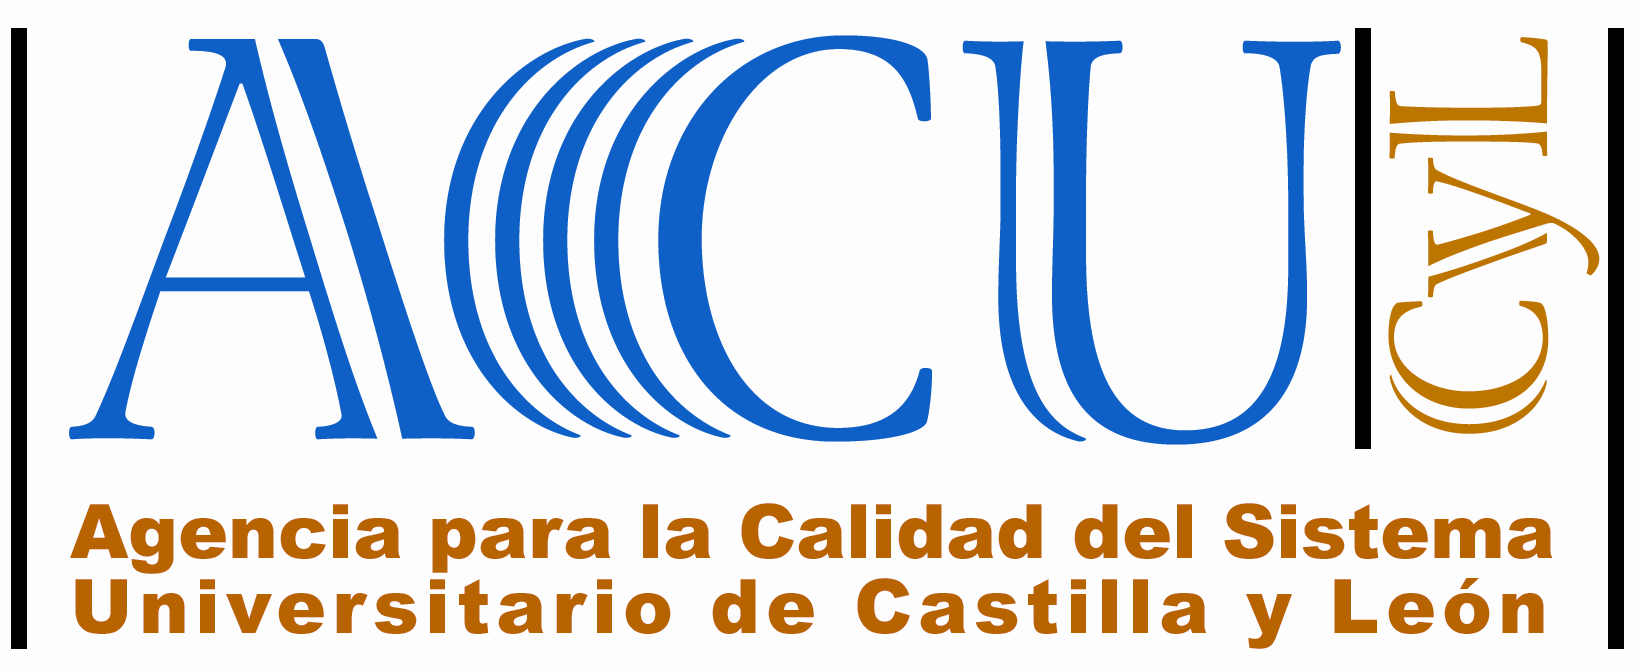 ACU
CyL
Agencia para la Calidad del Sistema
Universitario de Castilla y León